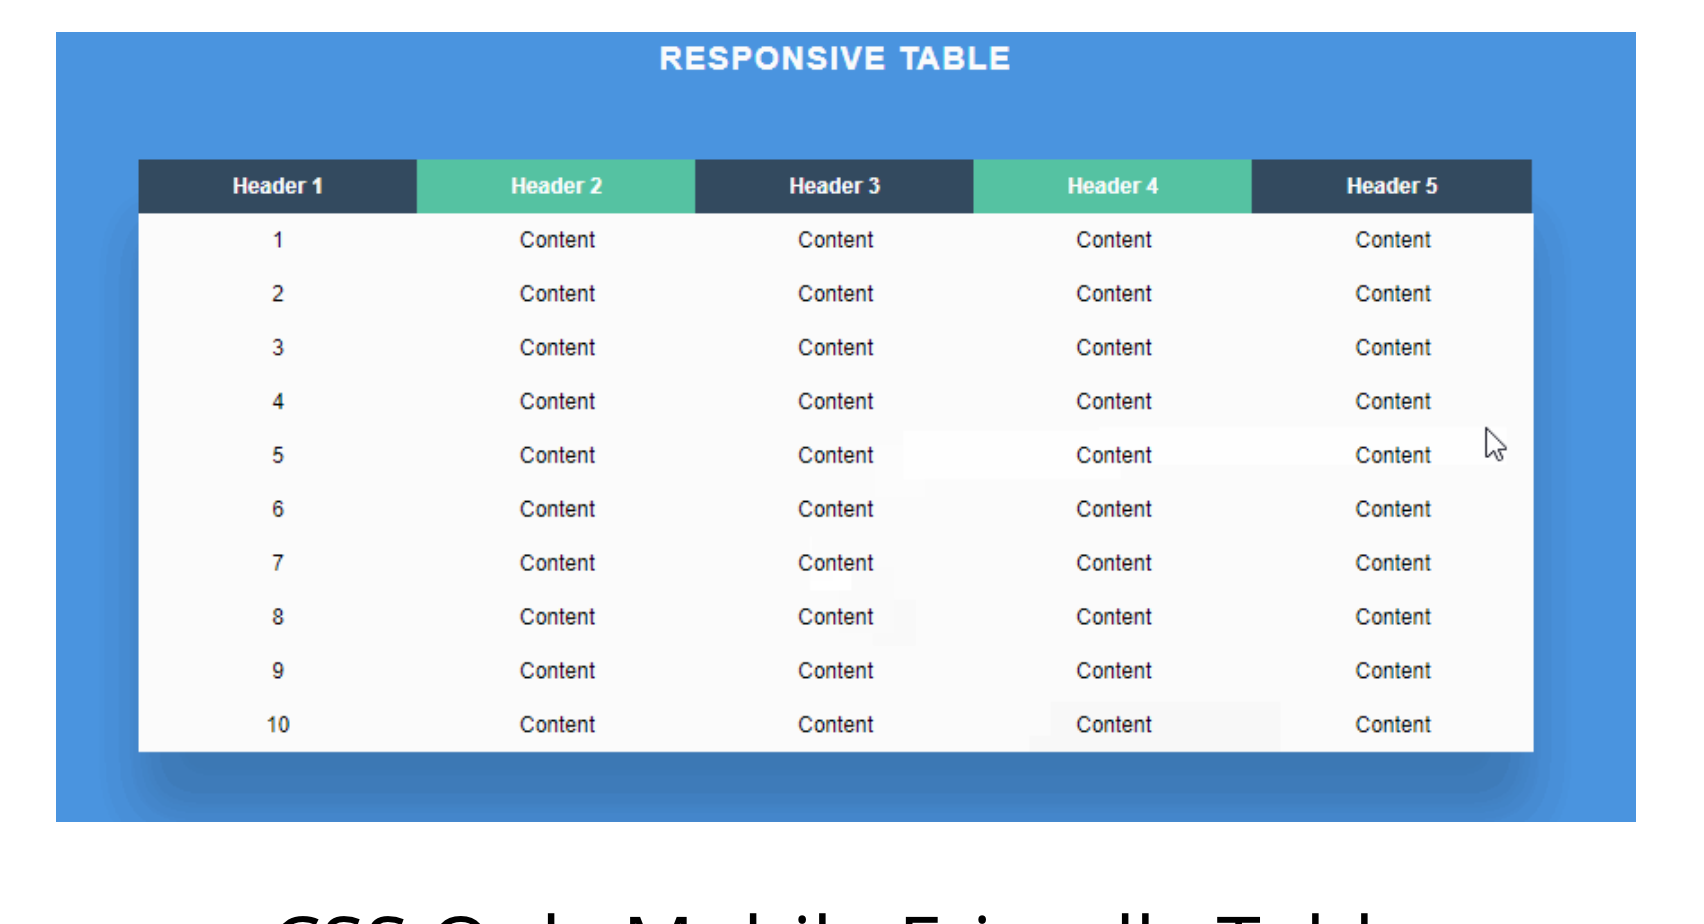 RESPONSIVE TABLE
Header 1 Header 2 Header 3 Header 4 Header 5
1 Content Content Content Content
2 Content Content Content Content
3 Content Content Content Content
4 Content Content Content Content
5 Content Content Content Content
6 Content Content Content Content
7 Content Content Content Content
8 Content Content Content Content
9 Content Content Content Content
10 Content Content Content Content